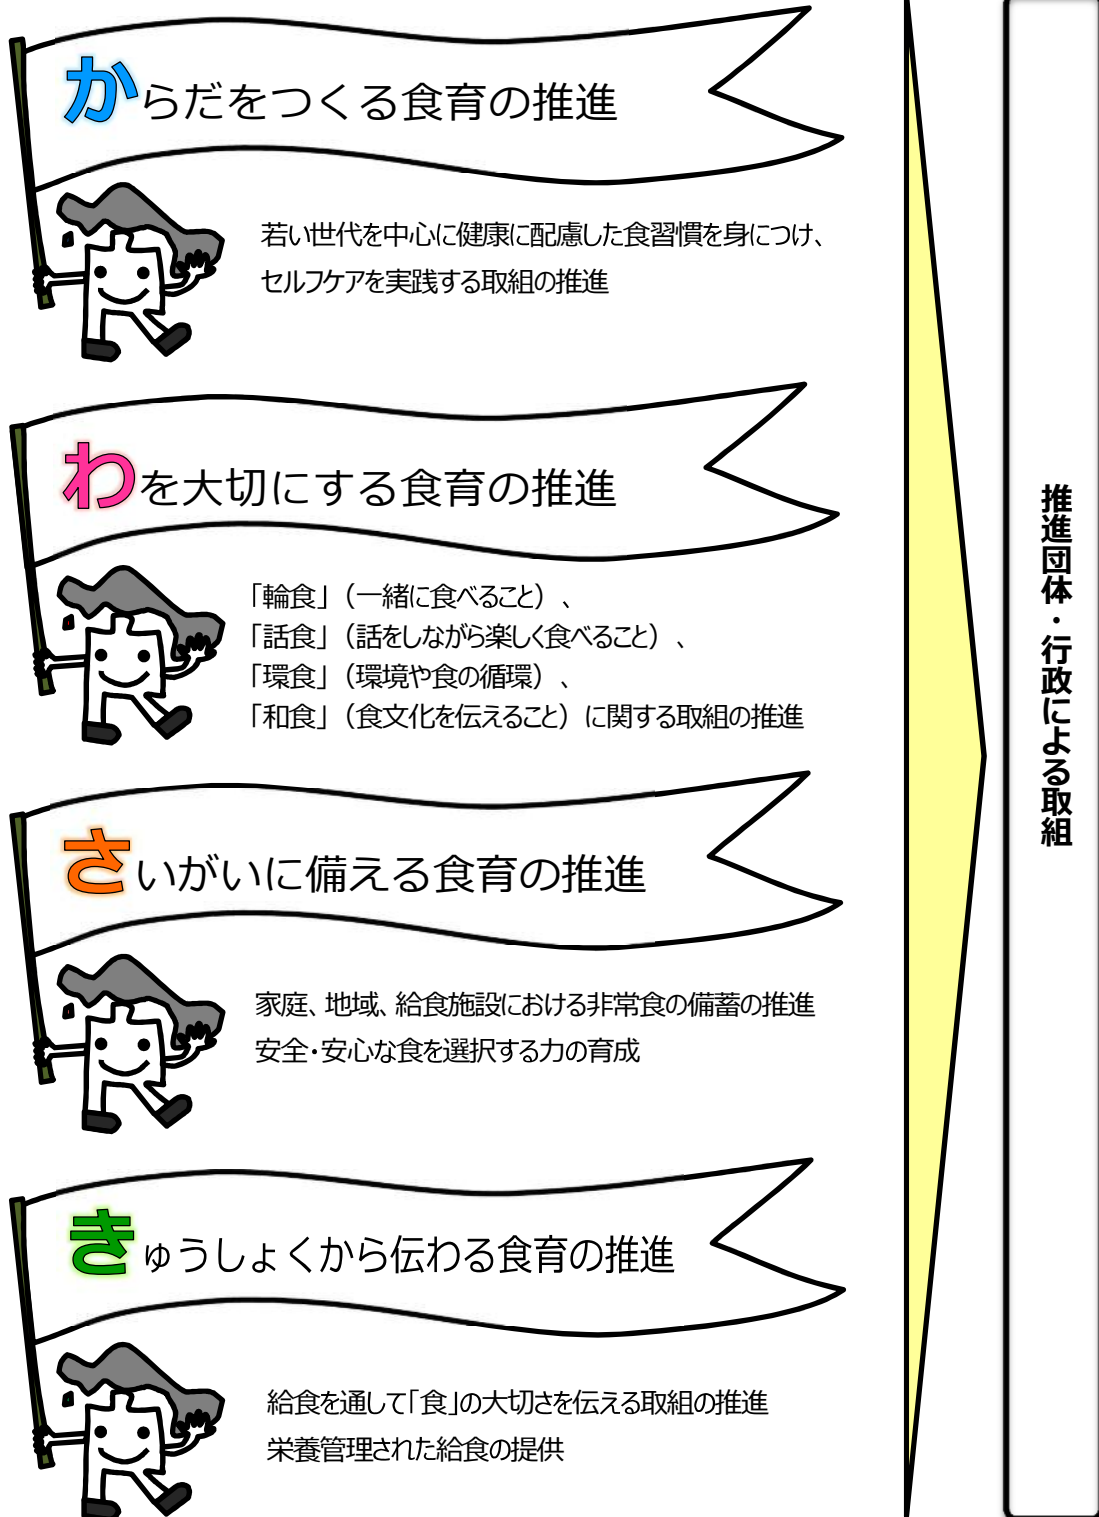 からだをつくる食育の推進
若い世代を中心に健康に配慮した食習慣を身につけ、
セルフケアを実践する取組の推進
わを大切にする食育の推進
「輪食」（一緒に食べること）、
「話食」（話をしながら楽しく食べること）、
「環食」（環境や食の循環）、
「和食」（食文化を伝えること）に関する取組の推進
さいがいに備える食育の推進
家庭、地域、給食施設における非常食の備蓄の推進
安全・安心な食を選択する力の育成
きゅうしょくから伝わる食育の推進
給食を通して「食」の大切さを伝える取組の推進
栄養管理された給食の提供
推進団体・行政による取組